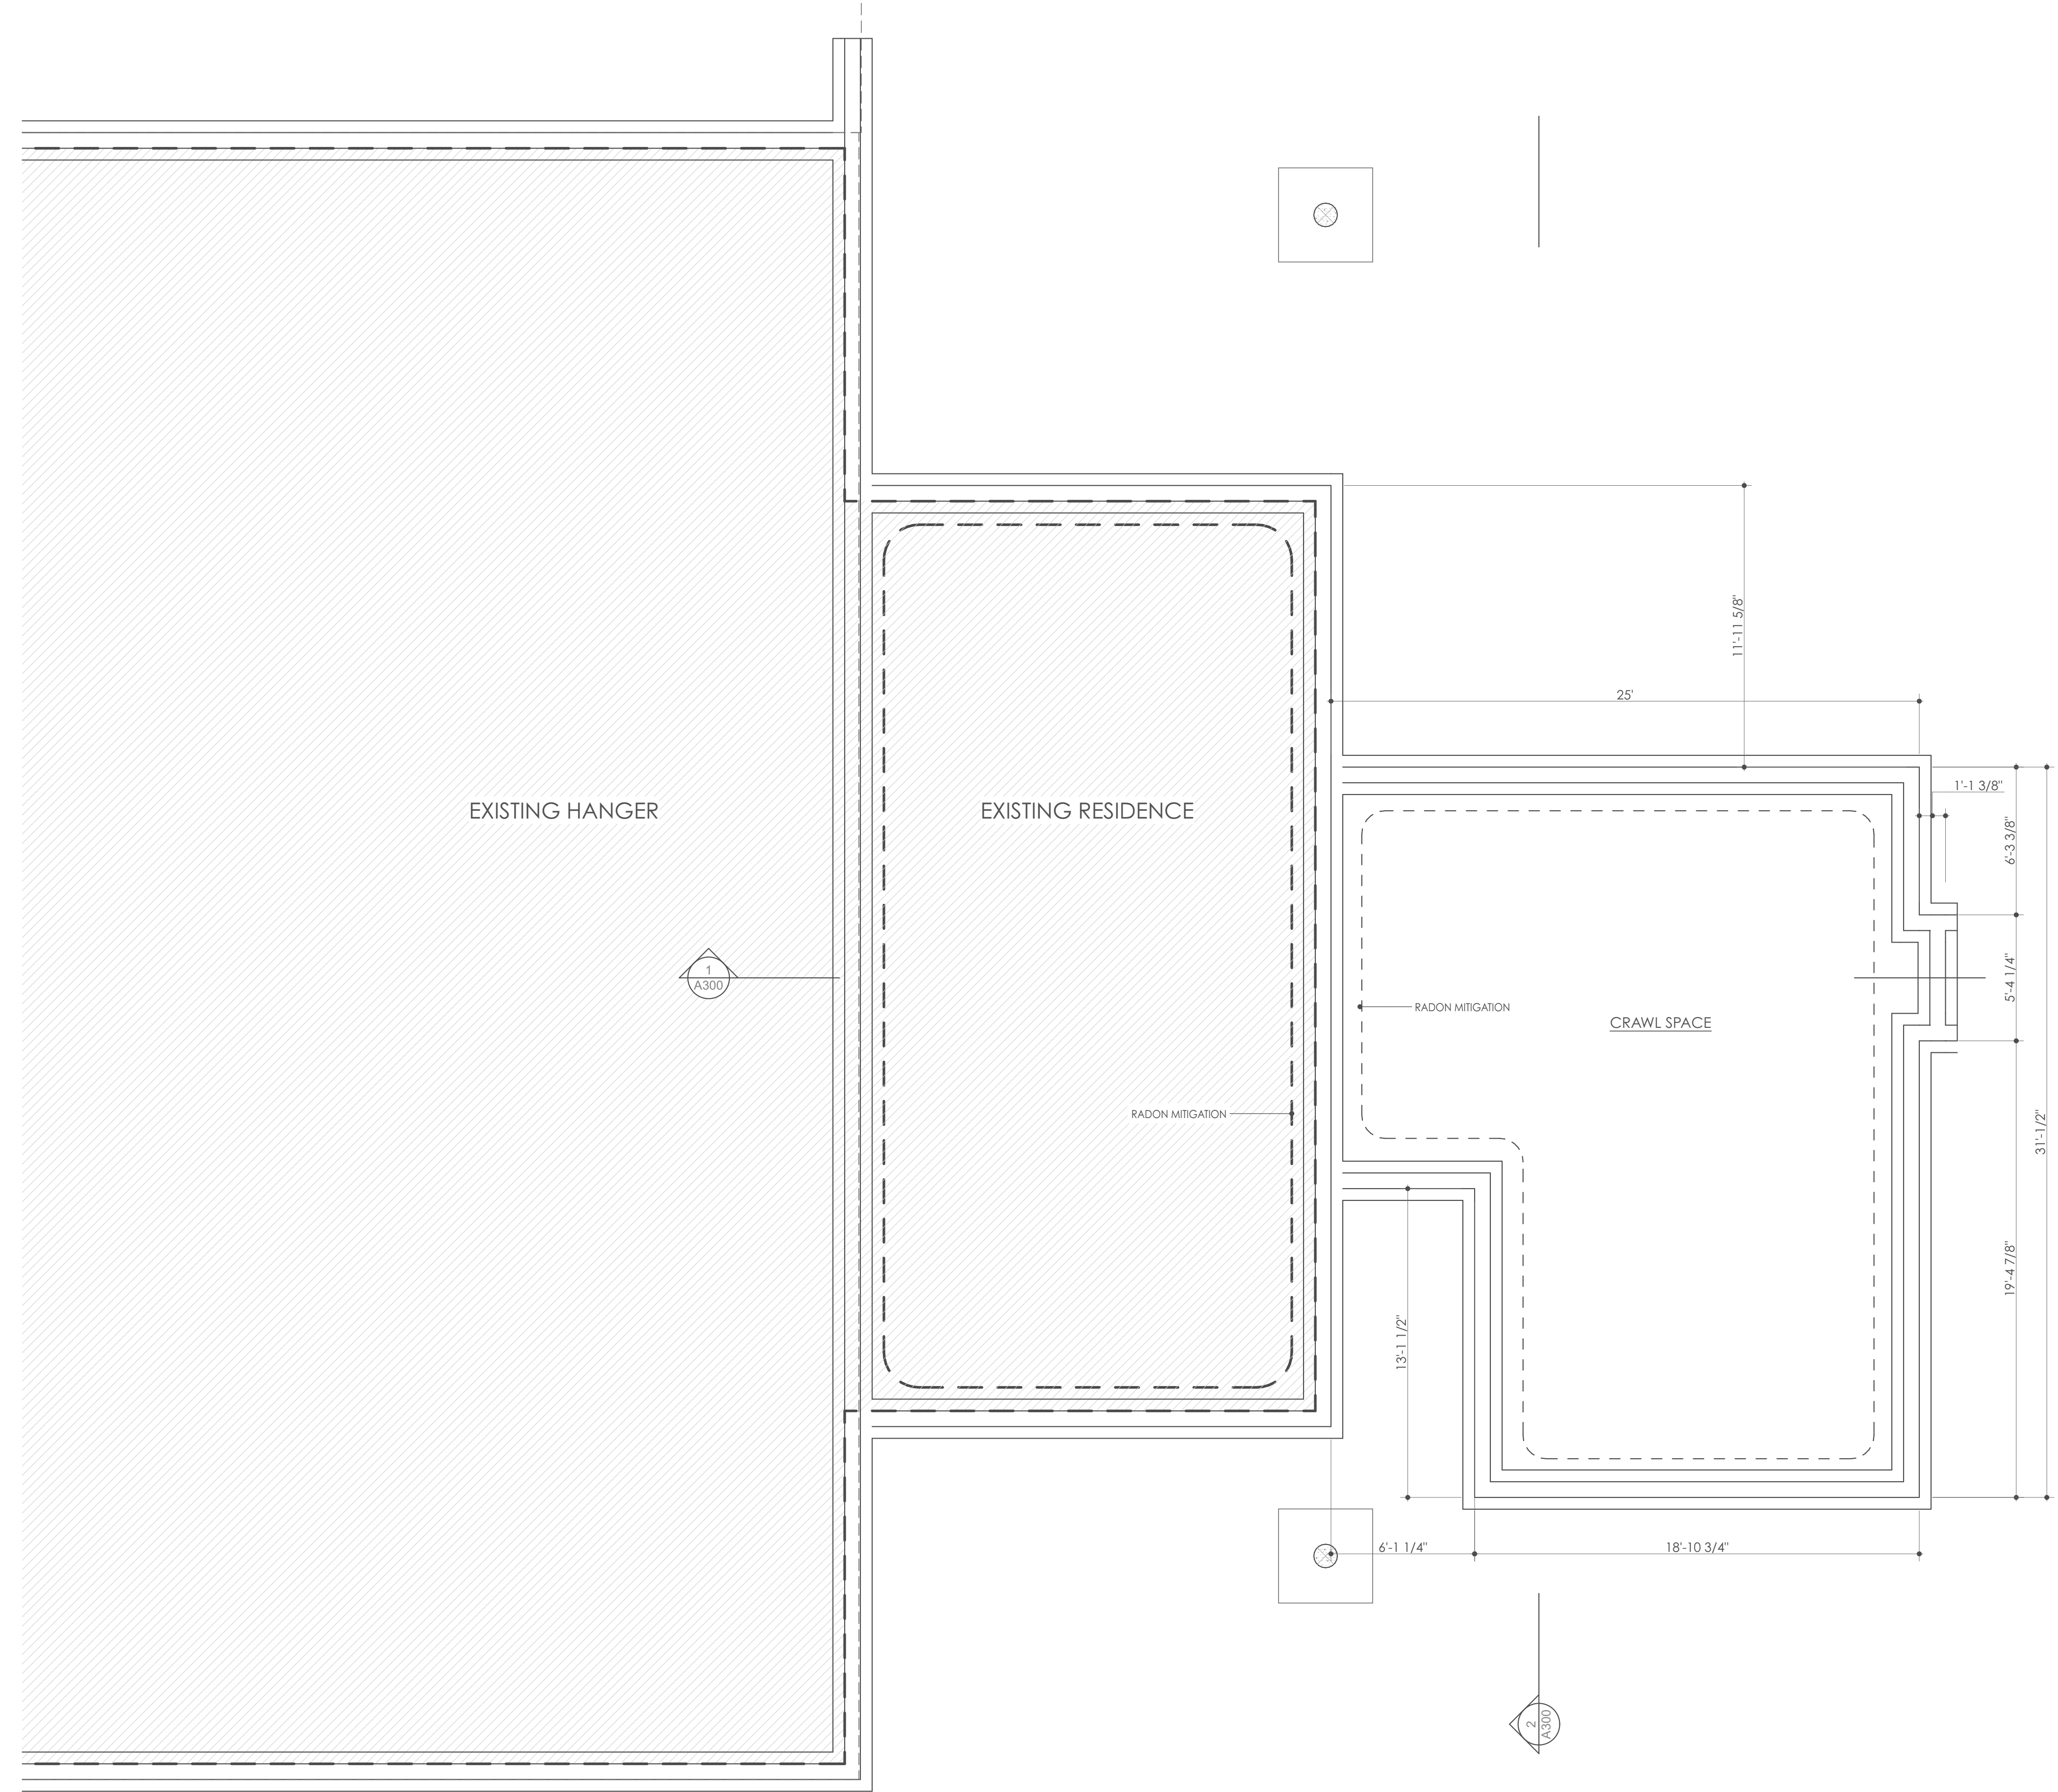 11'-11 5/8"
25'
1'-1 3/8"
EXISTING HANGER
EXISTING RESIDENCE
6'-3 3/8"
1
A300
5'-4 1/4"
RADON MITIGATION
CRAWL SPACE
RADON MITIGATION
31'-1/2"
19'-4 7/8"
13'-1 1/2"
6'-1 1/4"
18'-10 3/4"
2
A300